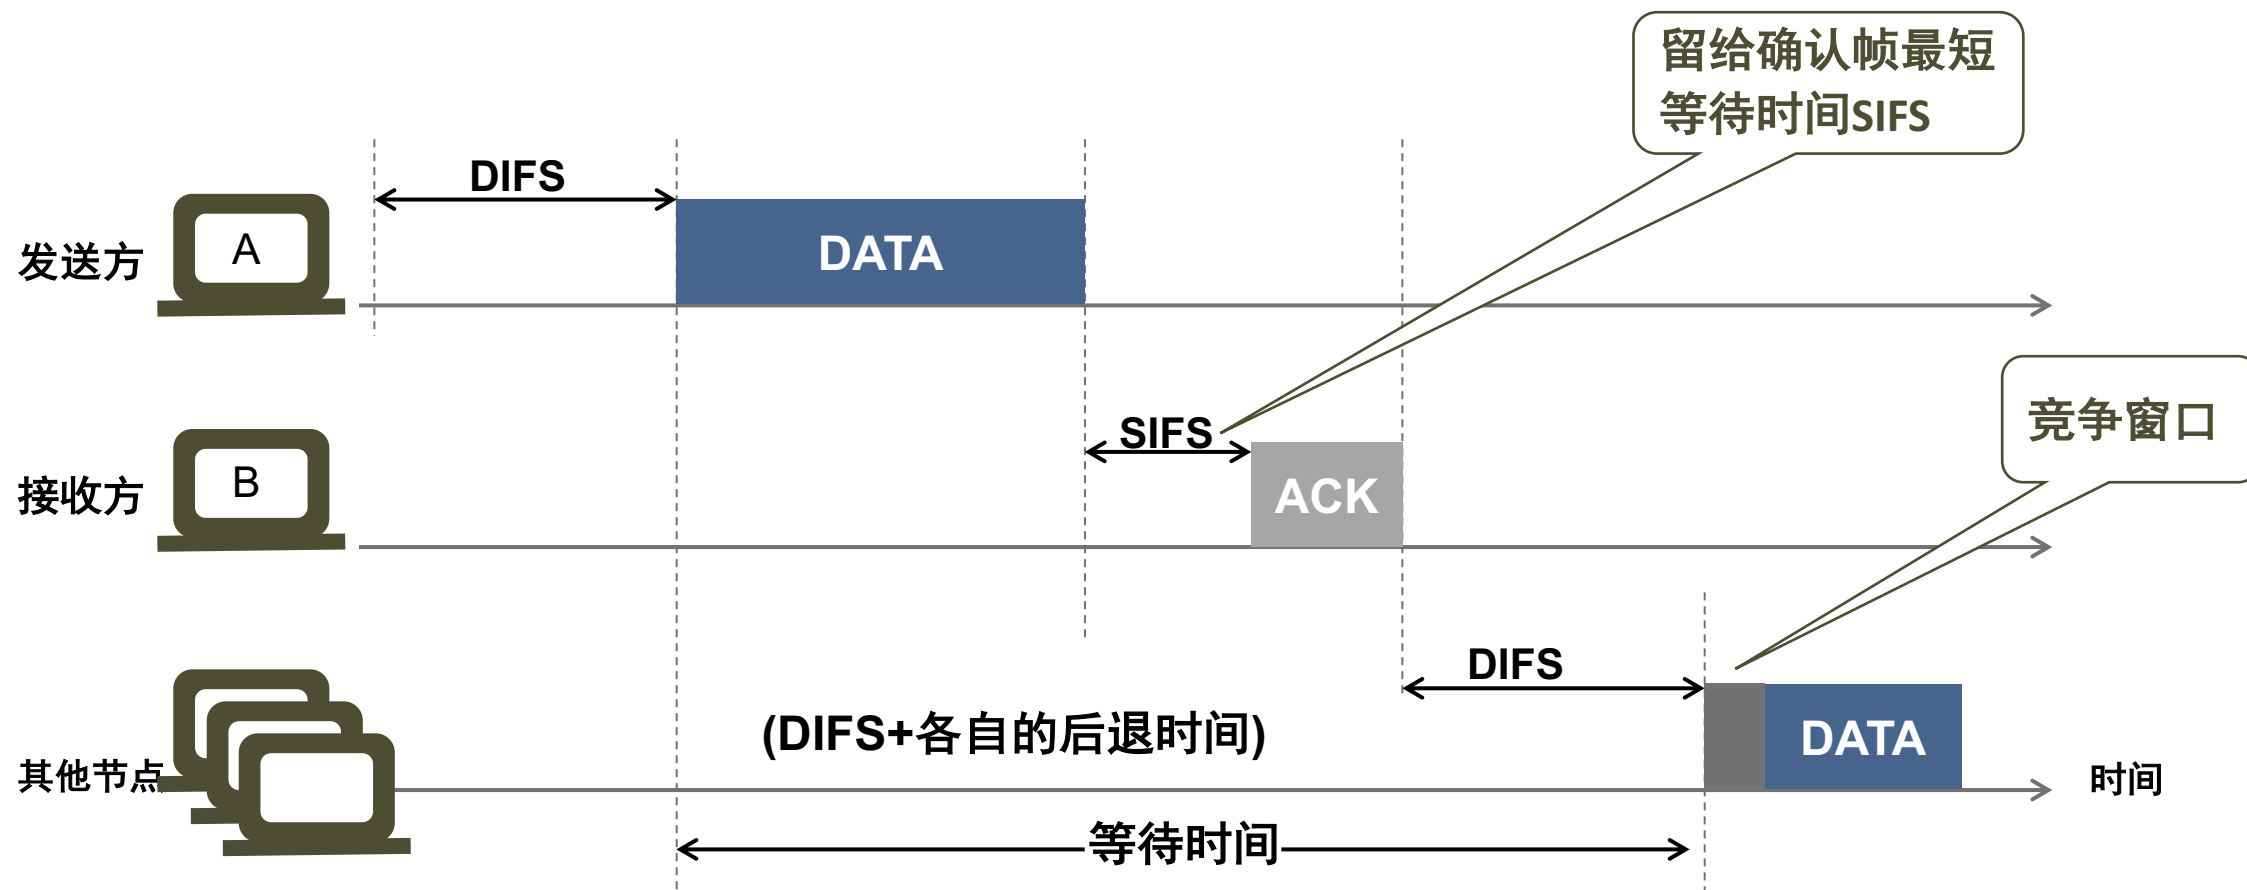 留给确认帧最短
等待时间SIFS
DIFS
发送方
A
DATA
竞争窗口
SIFS
接收方
B
ACK
DIFS
(DIFS+各自的后退时间)
DATA
其他节点
时间
等待时间